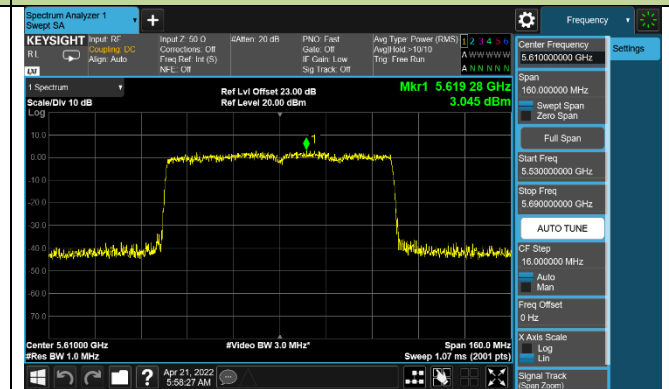 Spectrum Analyzer 1
Swept SA
+
Frequency
KEYSIGHT
RL
LXI
Input: RF
Coupling: DC
Align: Auto
Input Z: 50 Ω
Corrections: Off
Freq Ref: Int (S)
NFE: Off
#Atten: 20 dB
PNO: Fast
Gate: Off
IF Gain: Low
Sig Track: Off
Avg Type: Power (RMS)
Avg|Hold:>10/10
Trig: Free Run
1 2 3 4 5 6
A W W W W W
A N N N N N
1 Spectrum
Scale/Div 10 dB
Log
Ref Lvl Offset 23.00 dB
Ref Level 20.00 dBm
Mkr1 5.619 28 GHz
3.045 dBm
1
10.0
0.00
-10.0
-20.0
-30.0
-40.0
-50.0
-60.0
-70.0
Center 5.61000 GHz
#Res BW 1.0 MHz
#Video BW 3.0 MHz*
Span 160.0 MHz
Sweep 1.07 ms (2001 pts)
?
Apr 21, 2022
5:58:27 AM
Center Frequency
5.610000000 GHz
Settings
Span
160.000000 MHz
Swept Span
Zero Span
Full Span
Start Freq
5.530000000 GHz
Stop Freq
5.690000000 GHz
AUTO TUNE
CF Step
16.000000 MHz
Auto
Man
Freq Offset
0 Hz
X Axis Scale
Log
Lin
Signal Track
(Span Zoom)